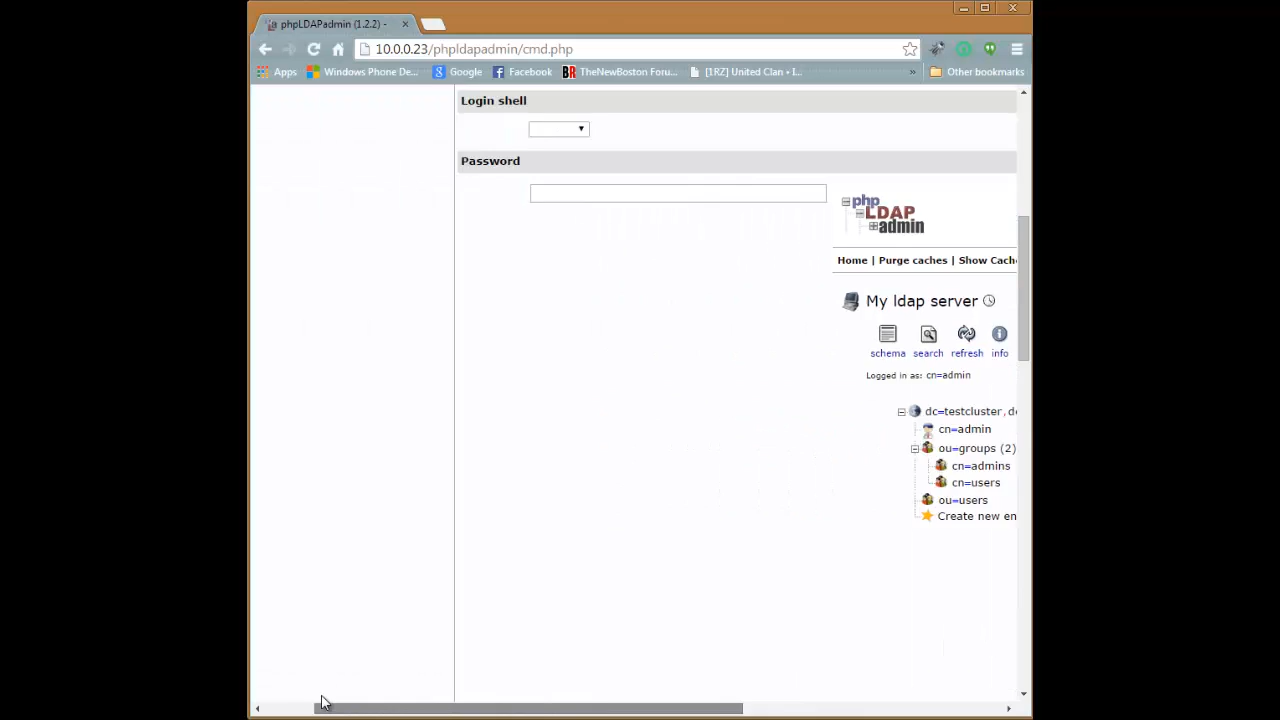 phpLDAPadmin (1.2.2) -
10.0.0.23/phpldapadmin/cmd.php
Apps Windows Phone De... Google Facebook TheNewBoston Foru... [1RZ] United Clan • I... » Other bookmarks
Login shell
Password
php
LDAP
admin
Home | Purge caches | Show Cache
My ldap server
schema search refresh info
Logged in as: cn=admin
dc=testcluster, d
cn=admin
ou=groups (2)
cn=admins
cn=users
ou=users
Create new en